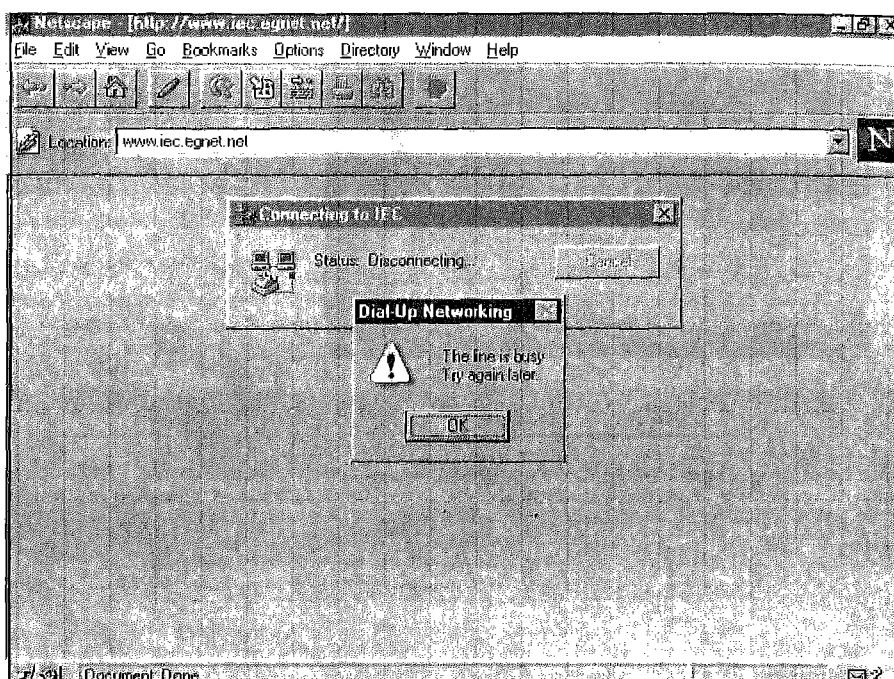 Netscape - [http://www.iec.egnet.net/]
File Edit View Go Bookmarks Options Directory Window Help
Location: www.iec.egnet.net
N
Connecting to IEC
Status: Disconnecting...
Cancel
Dial-Up Networking
The line is busy
Try again later.
OK
Document Done